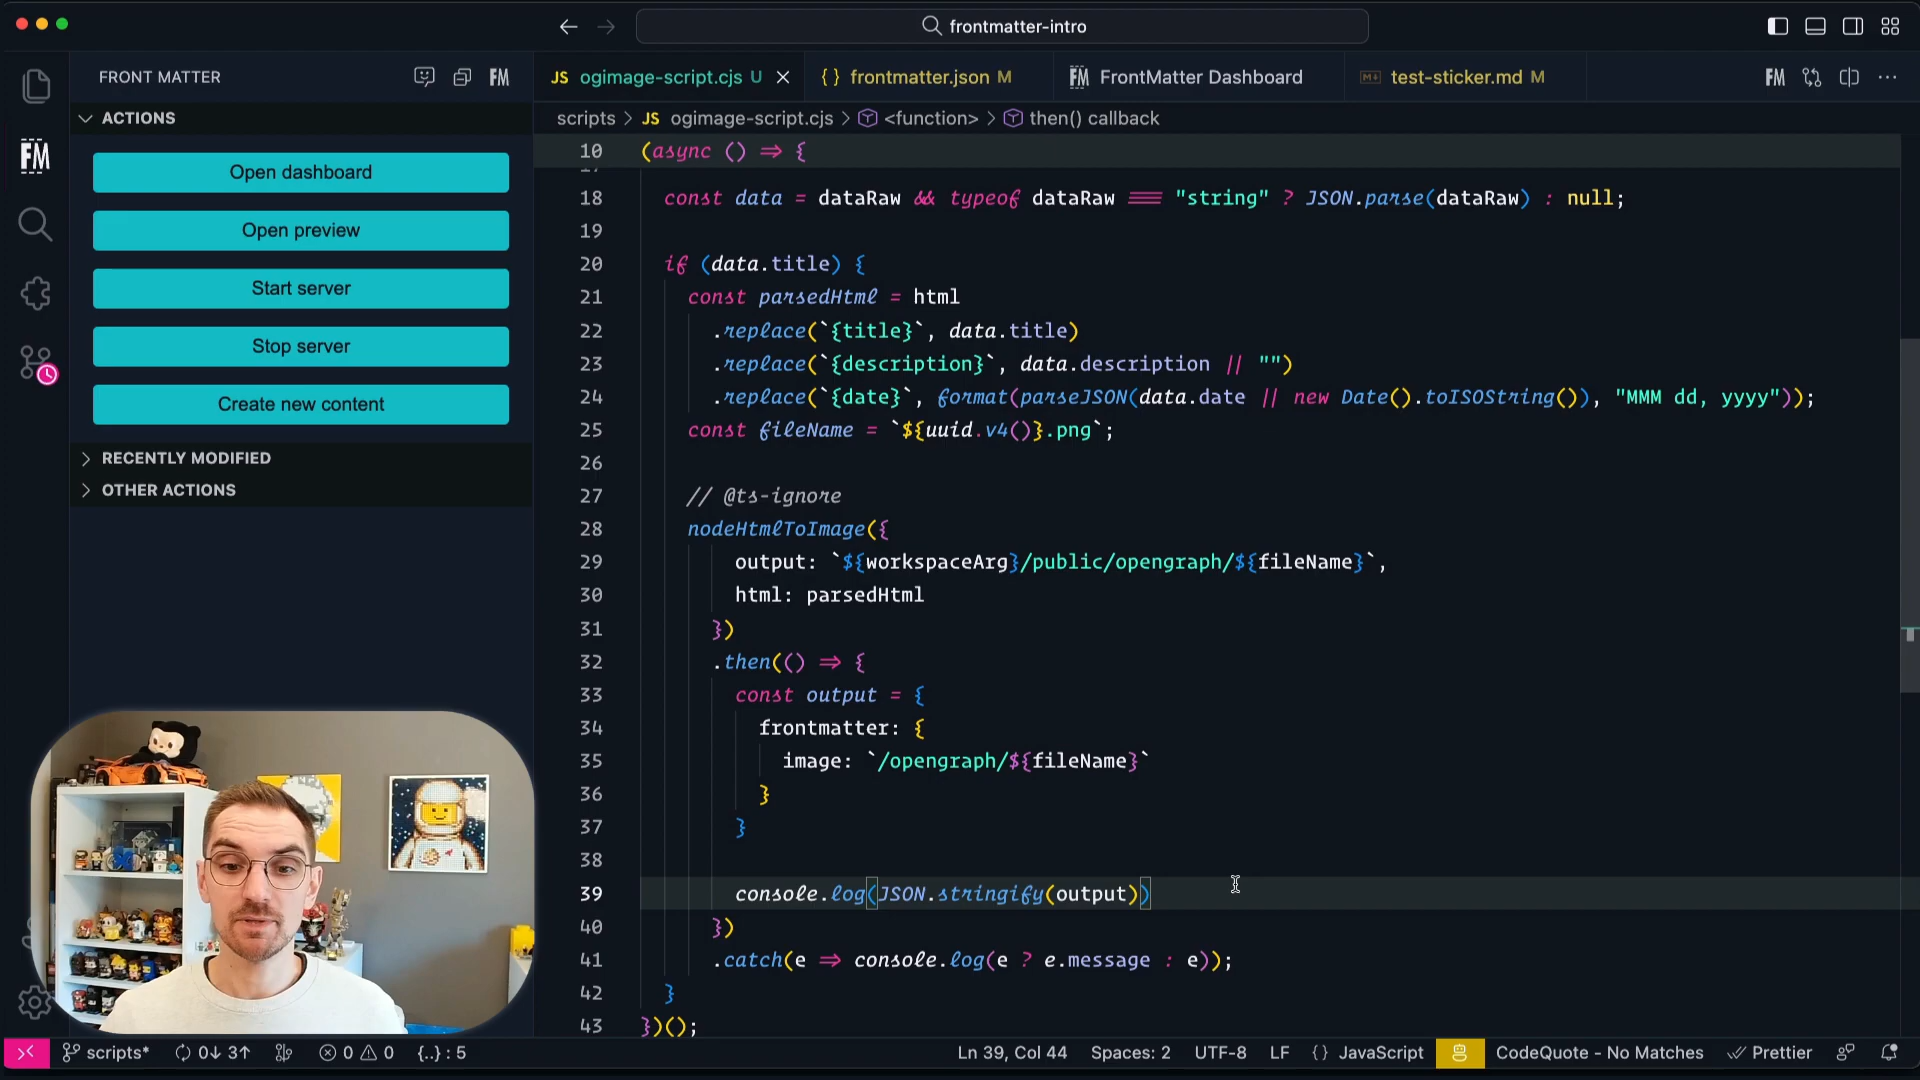 frontmatter-intro
FRONT MATTER
FM
JS ogimage-script.cjs U
{} frontmatter.json M
FM FrontMatter Dashboard
M↓ test-sticker.md M
FM
ACTIONS
scripts > JS ogimage-script.cjs > <function> > then() callback
FM
Open dashboard
Open preview
Start server
Stop server
Create new content
RECENTLY MODIFIED
OTHER ACTIONS
10 (async () => {
17
18 const data = dataRaw && typeof dataRaw === "string" ? JSON.parse(dataRaw) : null;
19
20 if (data.title) {
21 const parsedHtml = html
22 .replace(`{title}`, data.title)
23 .replace(`{description}`, data.description || "")
24 .replace(`{date}`, format(parseJSON(data.date || new Date().toISOString()), "MMM dd, yyyy"));
25 const fileName = `${uuid.v4()}.png`;
26
27 // @ts-ignore
28 nodeHtmlToImage({
29 output: `${workspaceArg}/public/opengraph/${fileName}`,
30 html: parsedHtml
31 })
32 .then(() => {
33 const output = {
34 frontmatter: {
35 image: `/opengraph/${fileName}`
36 }
37 }
38
39 console.log(JSON.stringify(output))
40 })
41 .catch(e => console.log(e ? e.message : e));
42 }
43 })();
scripts* 0↓ 3↑ 0 0 {..} : 5
Ln 39, Col 44 Spaces: 2 UTF-8 LF {} JavaScript CodeQuote - No Matches Prettier